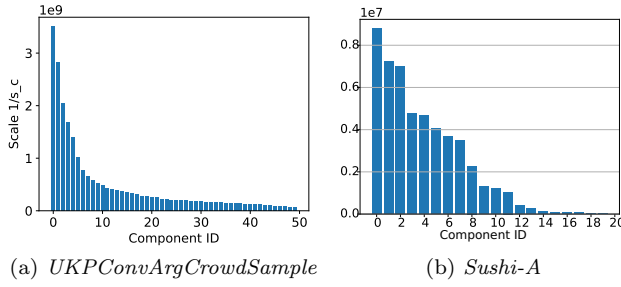 1e9
3
2
1
0
Scale 1/s_c
0 10 20 30 40 50
Component ID
(a) UKPConvArgCrowdSample
1e7
0.8
0.6
0.4
0.2
0.0
0 2 4 6 8 10 12 14 16 18 20
Component ID
(b) Sushi-A